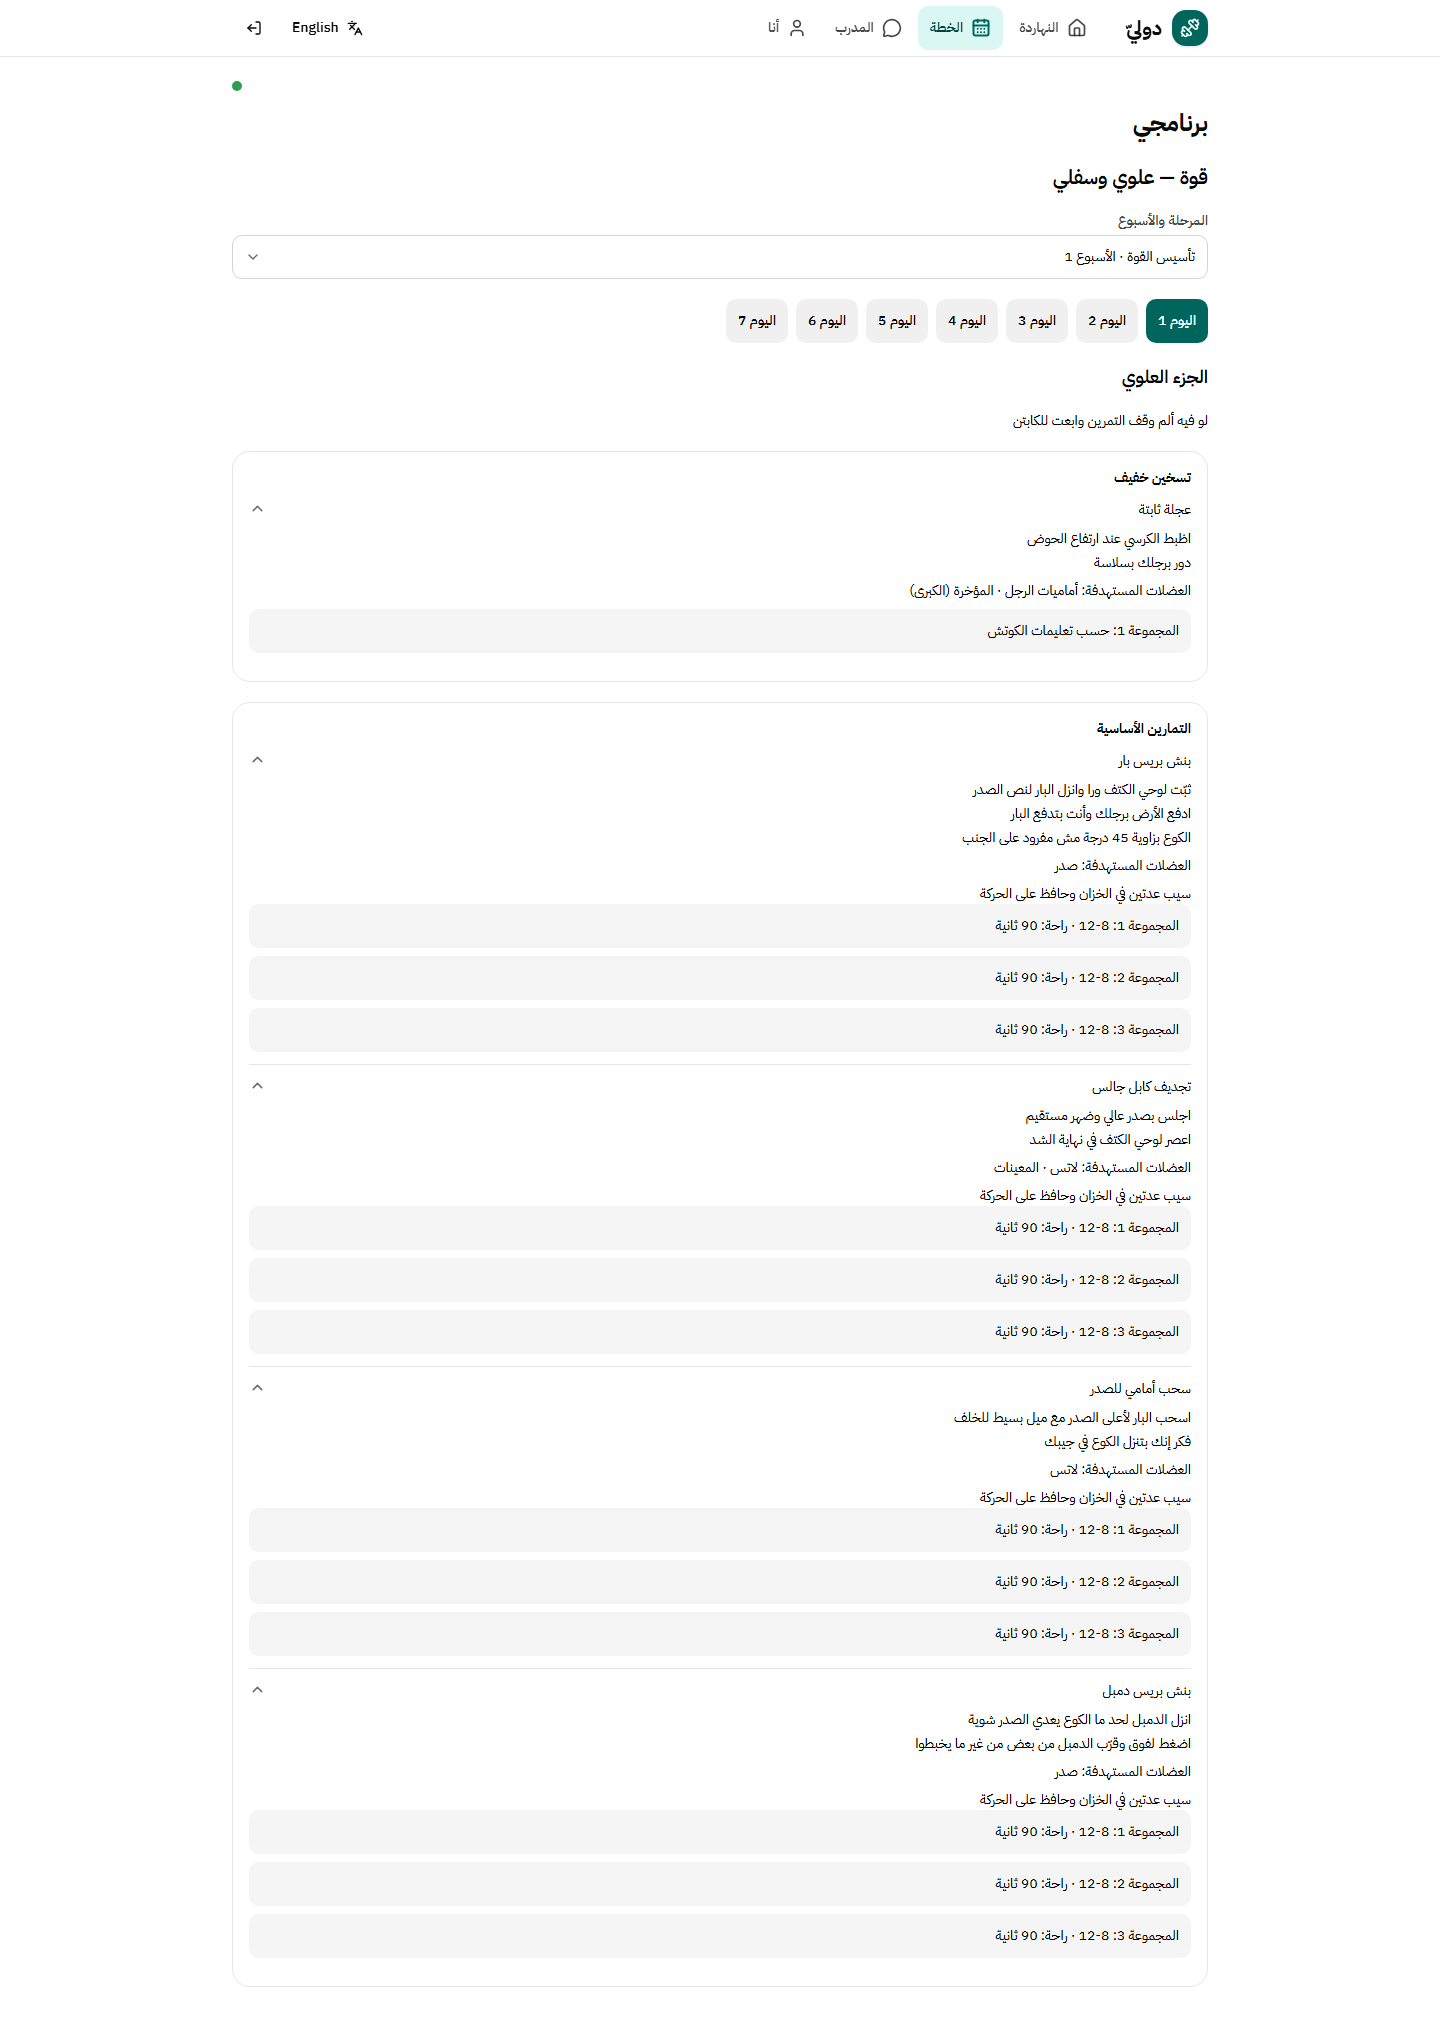 دوليّ
النهاردة
الخطة
المدرب
أنا
English
برنامجي
قوة — علوي وسفلي
المرحلة والأسبوع
تأسيس القوة · الأسبوع 1
اليوم 1
اليوم 2
اليوم 3
اليوم 4
اليوم 5
اليوم 6
اليوم 7
الجزء العلوي
لو فيه ألم وقف التمرين وابعت للكابتن
تسخين خفيف
عجلة ثابتة
اظبط الكرسي عند ارتفاع الحوض
دور برجلك بسلاسة
العضلات المستهدفة: أماميات الرجل · المؤخرة (الكبرى)
المجموعة 1: حسب تعليمات الكوتش
التمارين الأساسية
بنش بريس بار
ثبّت لوحي الكتف ورا وانزل البار لنص الصدر
ادفع الأرض برجلك وأنت بتدفع البار
الكوع بزاوية 45 درجة مش مفرود على الجنب
العضلات المستهدفة: صدر
سيب عدتين في الخزان وحافظ على الحركة
المجموعة 1: 8-12 · راحة: 90 ثانية
المجموعة 2: 8-12 · راحة: 90 ثانية
المجموعة 3: 8-12 · راحة: 90 ثانية
تجديف كابل جالس
اجلس بصدر عالي وضهر مستقيم
اعصر لوحي الكتف في نهاية الشد
العضلات المستهدفة: لاتس · المعينات
سيب عدتين في الخزان وحافظ على الحركة
المجموعة 1: 8-12 · راحة: 90 ثانية
المجموعة 2: 8-12 · راحة: 90 ثانية
المجموعة 3: 8-12 · راحة: 90 ثانية
سحب أمامي للصدر
اسحب البار لأعلى الصدر مع ميل بسيط للخلف
فكر إنك بتنزل الكوع في جيبك
العضلات المستهدفة: لاتس
سيب عدتين في الخزان وحافظ على الحركة
المجموعة 1: 8-12 · راحة: 90 ثانية
المجموعة 2: 8-12 · راحة: 90 ثانية
المجموعة 3: 8-12 · راحة: 90 ثانية
بنش بريس دمبل
انزل الدمبل لحد ما الكوع يعدي الصدر شوية
اضغط لفوق وقرّب الدمبل من بعض من غير ما يخبطوا
العضلات المستهدفة: صدر
سيب عدتين في الخزان وحافظ على الحركة
المجموعة 1: 8-12 · راحة: 90 ثانية
المجموعة 2: 8-12 · راحة: 90 ثانية
المجموعة 3: 8-12 · راحة: 90 ثانية